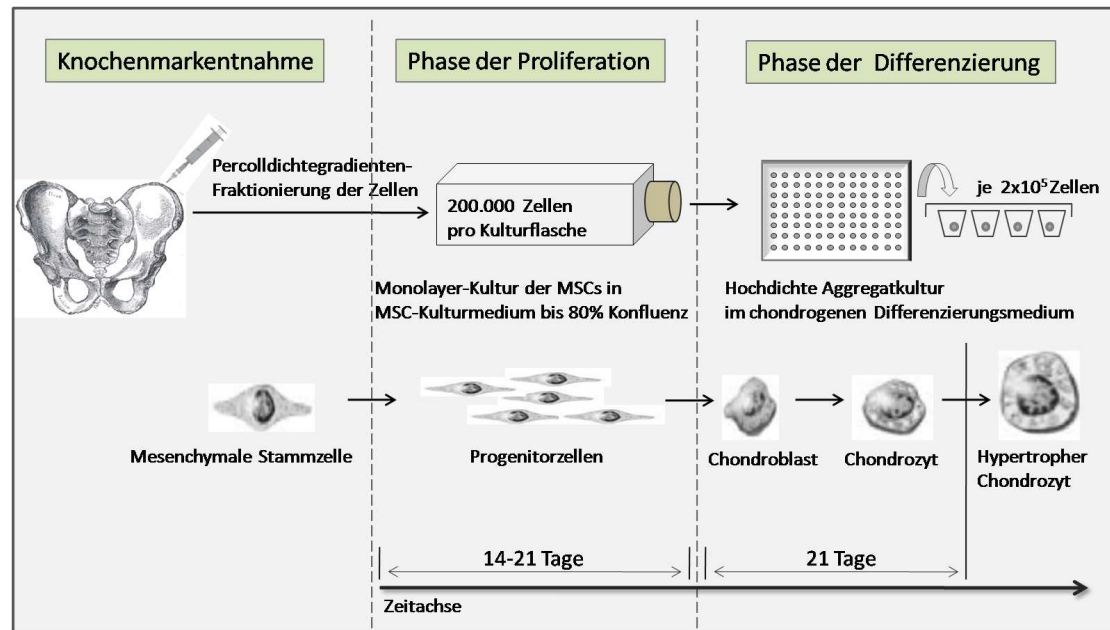 Knochenmarkentnahme
Phase der Proliferation
Phase der Differenzierung
Percolldichtegradienten-
Fraktionierung der Zellen
200.000 Zellen
pro Kulturflasche
je 2x10⁵Zellen
Monolayer-Kultur der MSCs in
MSC-Kulturmedium bis 80% Konfluenz
Hochdichte Aggregatkultur
im chondrogenen Differenzierungsmedium
Mesenchymale Stammzelle
Progenitorzellen
Chondroblast
Chondrozyt
Hypertropher
Chondrozyt
14-21 Tage
21 Tage
Zeitachse